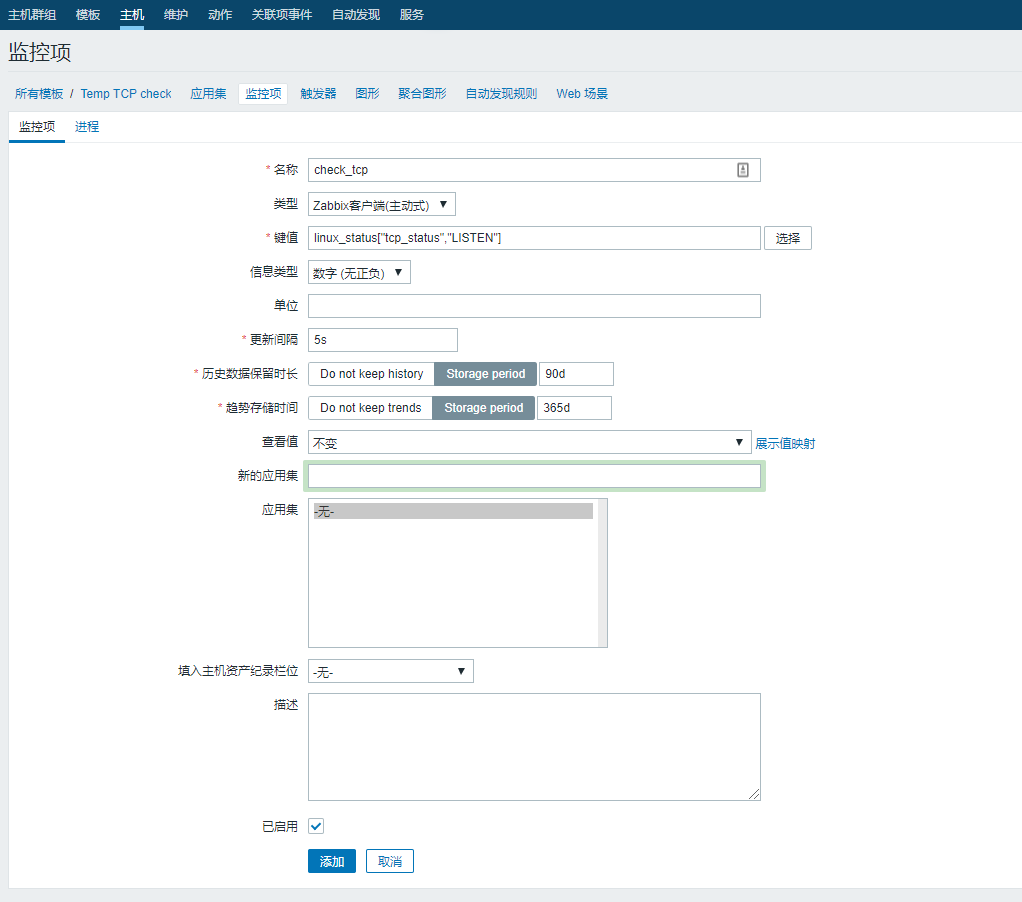 主机群组 模板 主机 维护 动作 关联项事件 自动发现 服务
监控项
所有模板 / Temp TCP check 应用集 监控项 触发器 图形 聚合图形 自动发现规则 Web 场景
监控项 进程
* 名称 check_tcp
类型 Zabbix客户端(主动式) ▼
* 键值 linux_status["tcp_status","LISTEN"] 选择
信息类型 数字 (无正负) ▼
单位
* 更新间隔 5s
* 历史数据保留时长 Do not keep history Storage period 90d
* 趋势存储时间 Do not keep trends Storage period 365d
查看值 不变 ▼ 展示值映射
新的应用集
应用集 -无-
填入主机资产纪录栏位 -无- ▼
描述
已启用
添加 取消